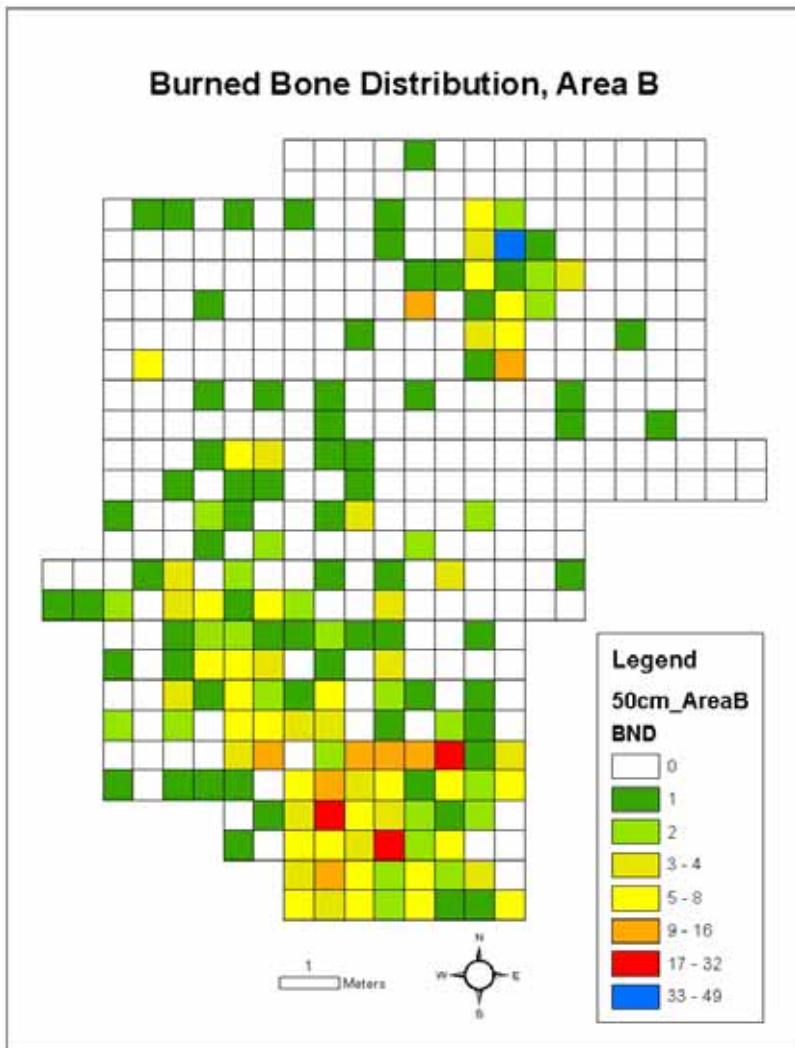 Burned Bone Distribution, Area B
Legend
50cm_AreaB
BND
0
1
2
3 - 4
5 - 8
9 - 16
17 - 32
33 - 49
1
Meters
N
W E
S